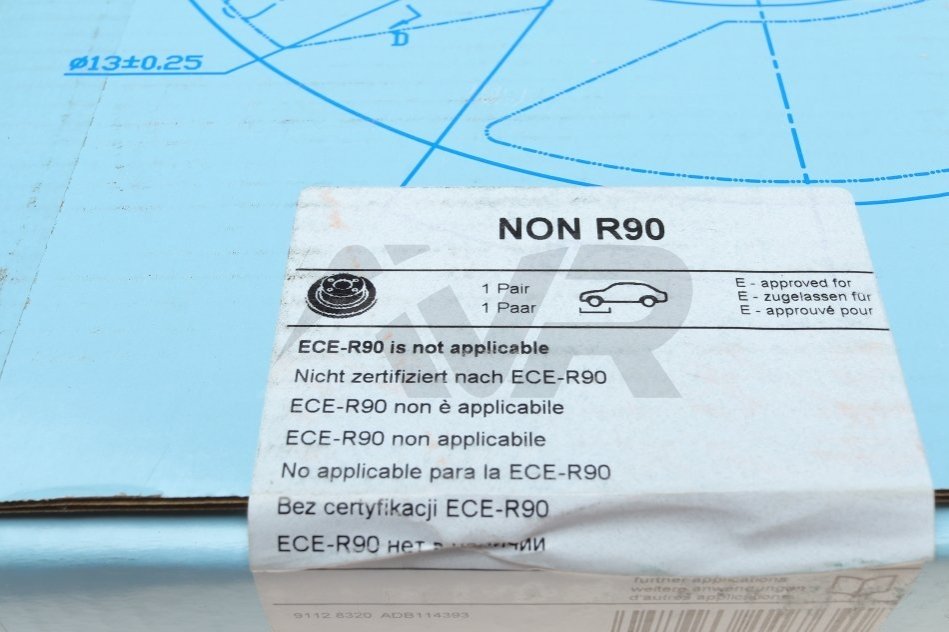 ø13±0.25
D
NON R90
1 Pair
1 Paar
E - approved for
E - zugelassen für
E - approuvé pour
ECE-R90 is not applicable
Nicht zertifiziert nach ECE-R90
ECE-R90 non è applicabile
ECE-R90 non applicabile
No applicable para la ECE-R90
Bez certyfikacji ECE-R90
ECE-R90 нет в наличии
further applications
weitere anwendungen
d'autres applications
9112 8320 ADB114393